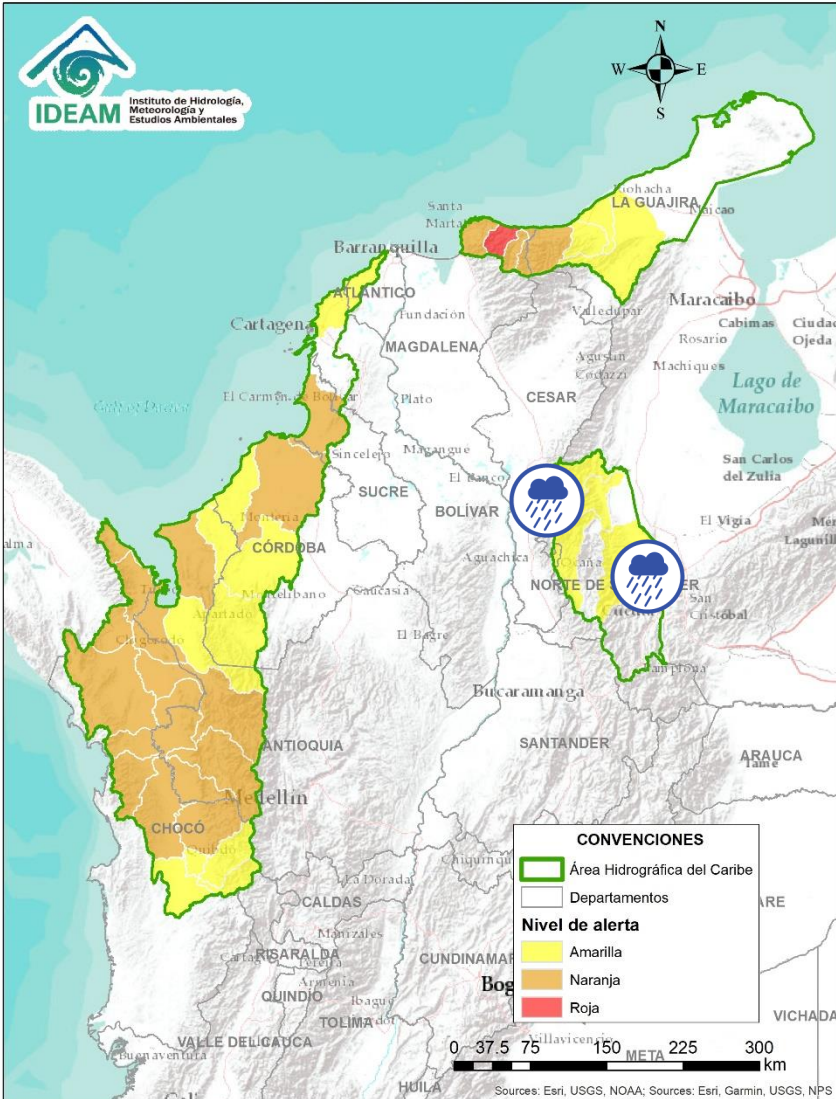 IDEAM
Instituto de Hidrología,
Meteorología y
Estudios Ambientales
N
W
E
S
Riohacha
LA GUAJIRA
Maicao
Santa
Marta
Barranquilla
ATLÁNTICO
Maracaibo
Cabimas
Ciudad
Ojeda
Cartagena
Fundación
Valledupar
Rosario
MAGDALENA
Agustín
Codazzi
Machiques
CESAR
Lago de
Maracaibo
El Carmen de Bolívar
Plato
Sincelejo
Magangue
San Carlos
del Zulia
El Banco
SUCRE
BOLÍVAR
El Vigía
Montería
CÓRDOBA
Aguachica
Ocaña
NORTE DE
San
Cristóbal
Turbo
Montelíbano
Caucasia
Apartadó
El Bagre
Chigorodó
Pamplona
Bucaramanga
ANTIOQUIA
SANTANDER
ARAUCA
Tame
Medellín
CHOCÓ
Quibdó
La Dorada
CALDAS
Manizales
RISARALDA
Pereira
Armenia
QUINDÍO
Ibagué
TOLIMA
VALLE DEL CAUCA
Buenaventura
HUILA
Villavicencio
META
VICHADA
CONVENCIONES
Área Hidrográfica del Caribe
Departamentos
Nivel de alerta
Amarilla
Naranja
Roja
0 37.5 75 150 225 300
km
Sources: Esri, USGS, NOAA; Sources: Esri, Garmin, USGS, NPS